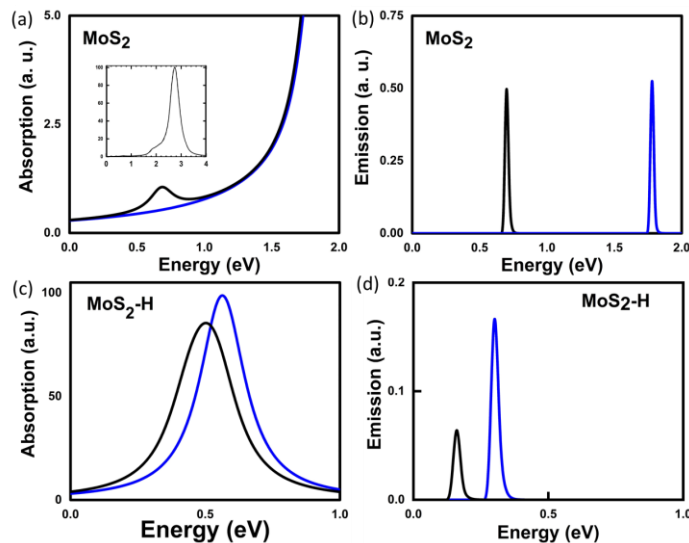 (a)
MoS2
Absorption (a. u.)
5.0
2.5
0.0
100
80
60
40
20
0
0 1 2 3 4
0.0 0.5 1.0 1.5 2.0
Energy (eV)
(b)
MoS2
Emission (a. u.)
0.75
0.50
0.25
0.00
0.0 0.5 1.0 1.5 2.0
Energy (eV)
(c)
MoS2-H
Absorption (a.u.)
100
50
0
0.0 0.5 1.0
Energy (eV)
(d)
MoS2-H
Emission (a.u.)
0.2
0.1
0.0
0.0 0.5 1.0
Energy (eV)